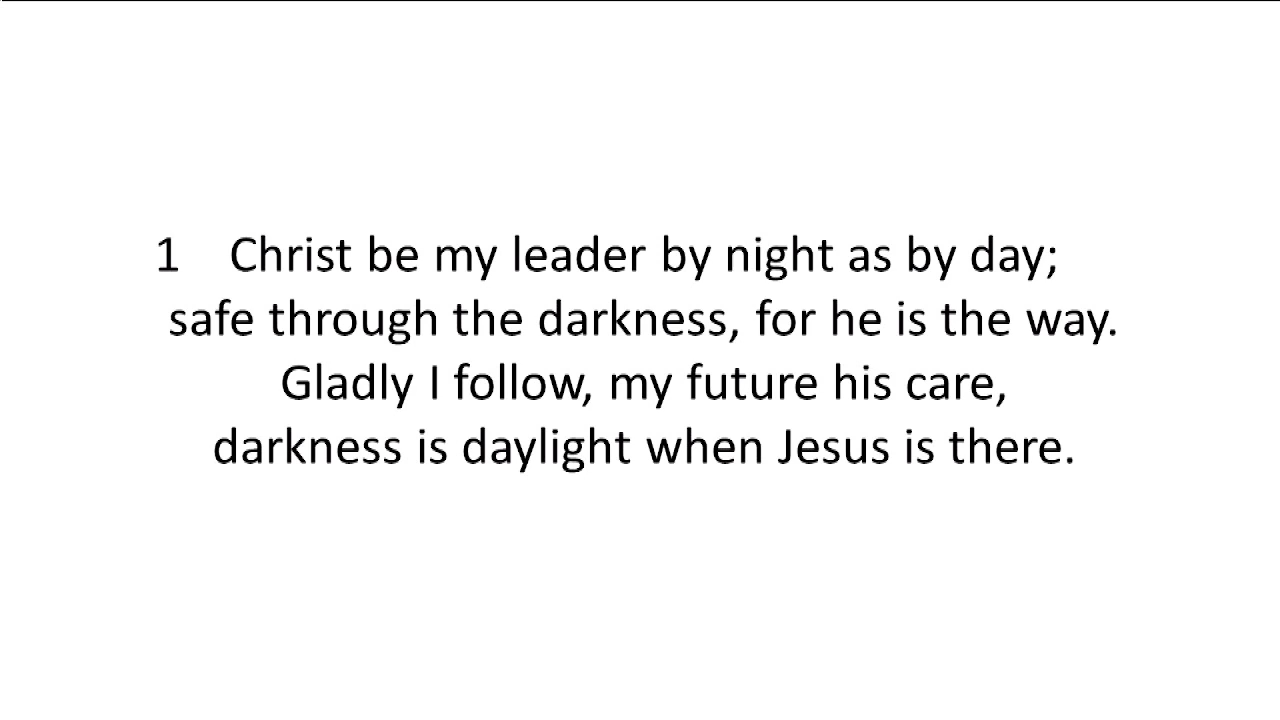 1 Christ be my leader by night as by day;
safe through the darkness, for he is the way.
Gladly I follow, my future his care,
darkness is daylight when Jesus is there.